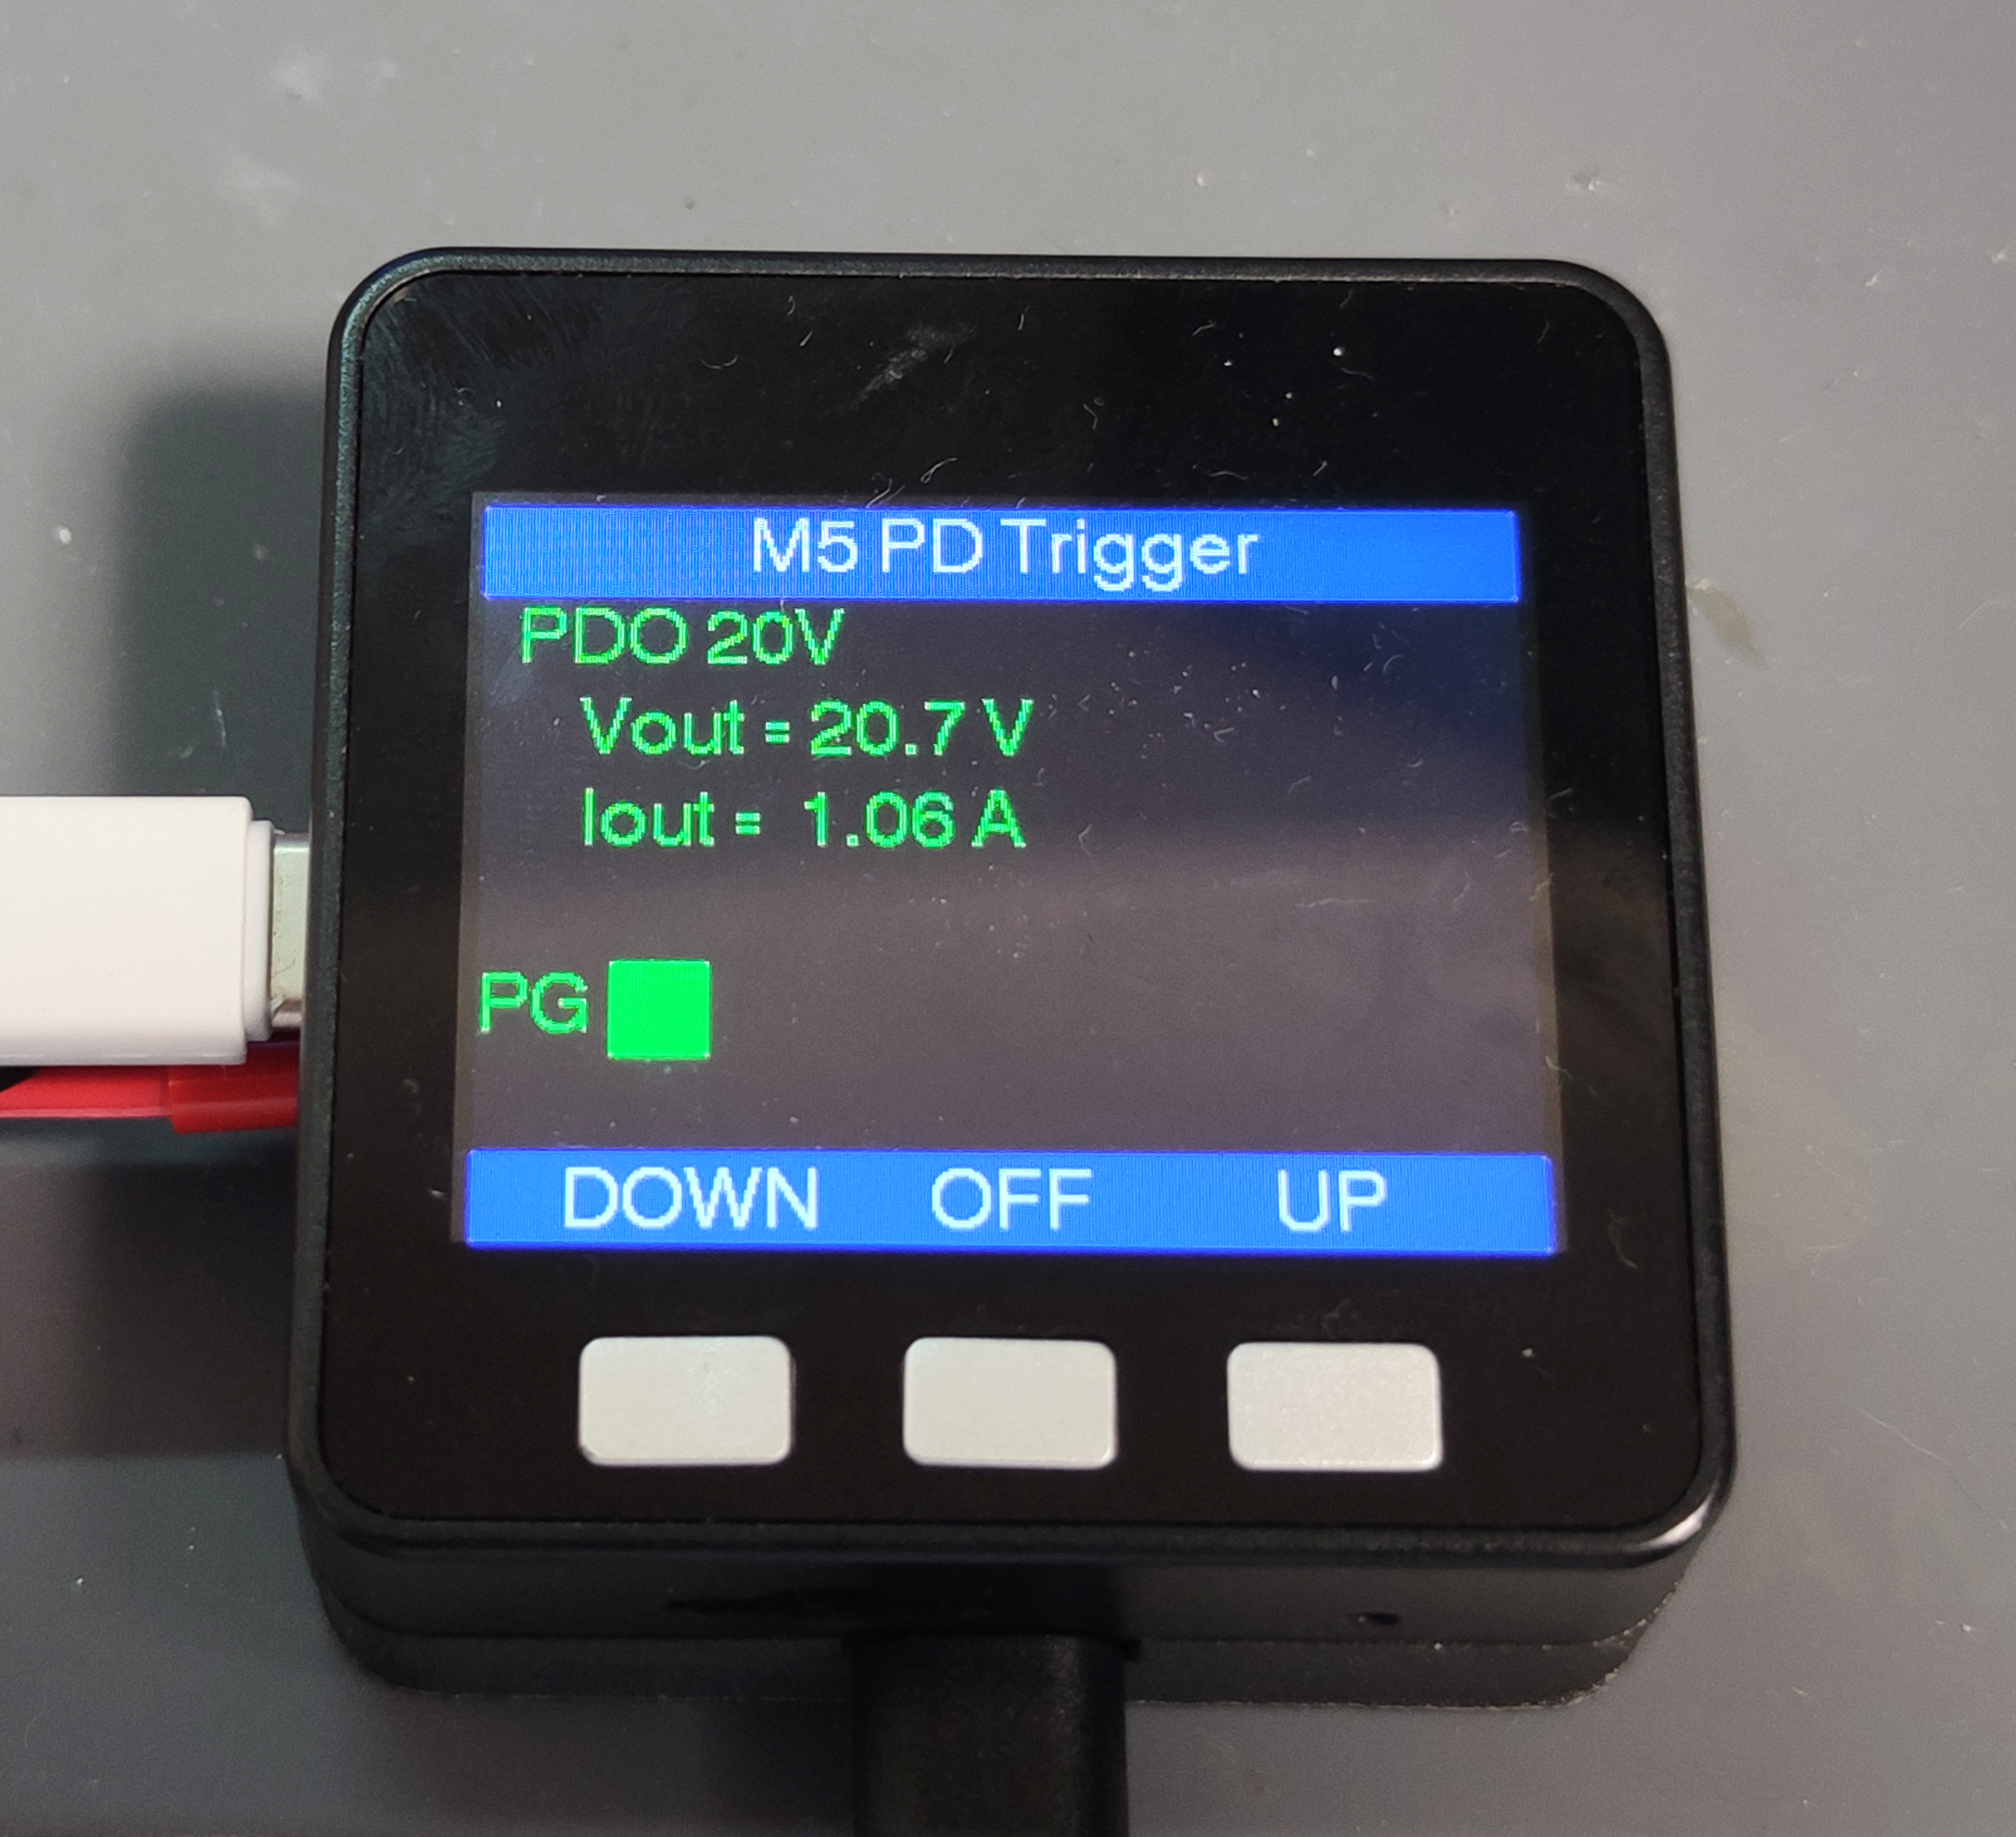 M5 PD Trigger
PDO 20V
Vout = 20.7 V
Iout = 1.06 A
PG
DOWN OFF UP